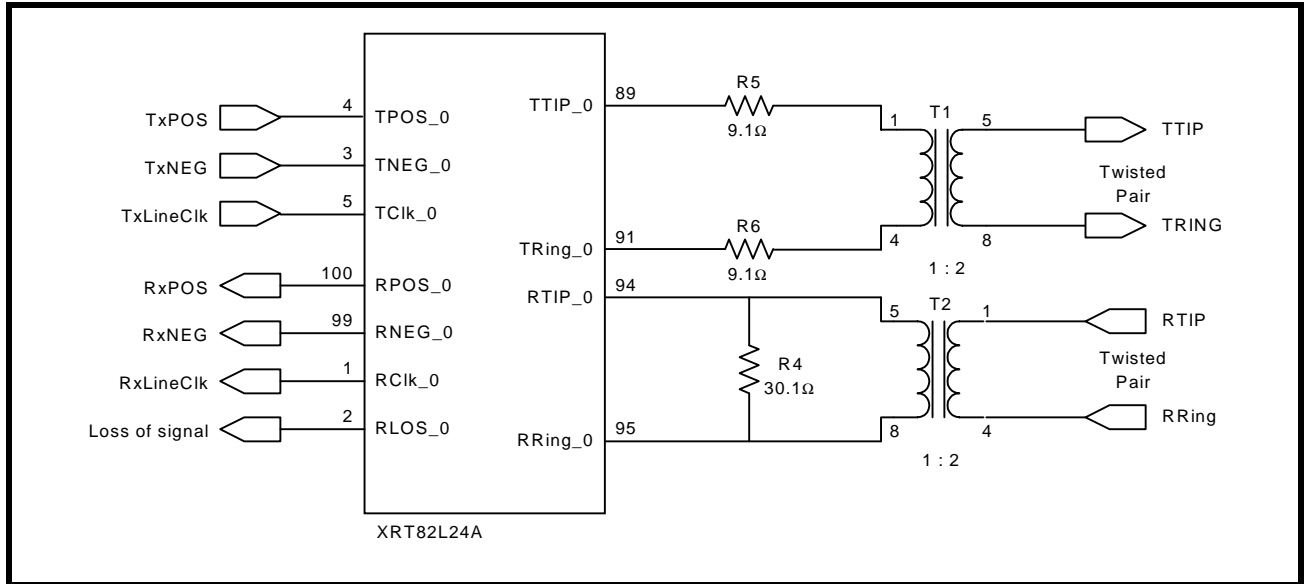 TxPOS
4
TPOS_0
TxNEG
3
TNEG_0
TxLineClk
5
TClk_0
RxPOS
100
RPOS_0
RxNEG
99
RNEG_0
RxLineClk
1
RClk_0
Loss of signal
2
RLOS_0
XRT82L24A
TTIP_0
89
R5
9.1Ω
TRing_0
91
R6
9.1Ω
1
T1
5
4
8
1 : 2
TTIP
Twisted
Pair
TRING
RTIP_0
94
R4
30.1Ω
RRing_0
95
5
T2
1
8
4
1 : 2
RTIP
Twisted
Pair
RRing